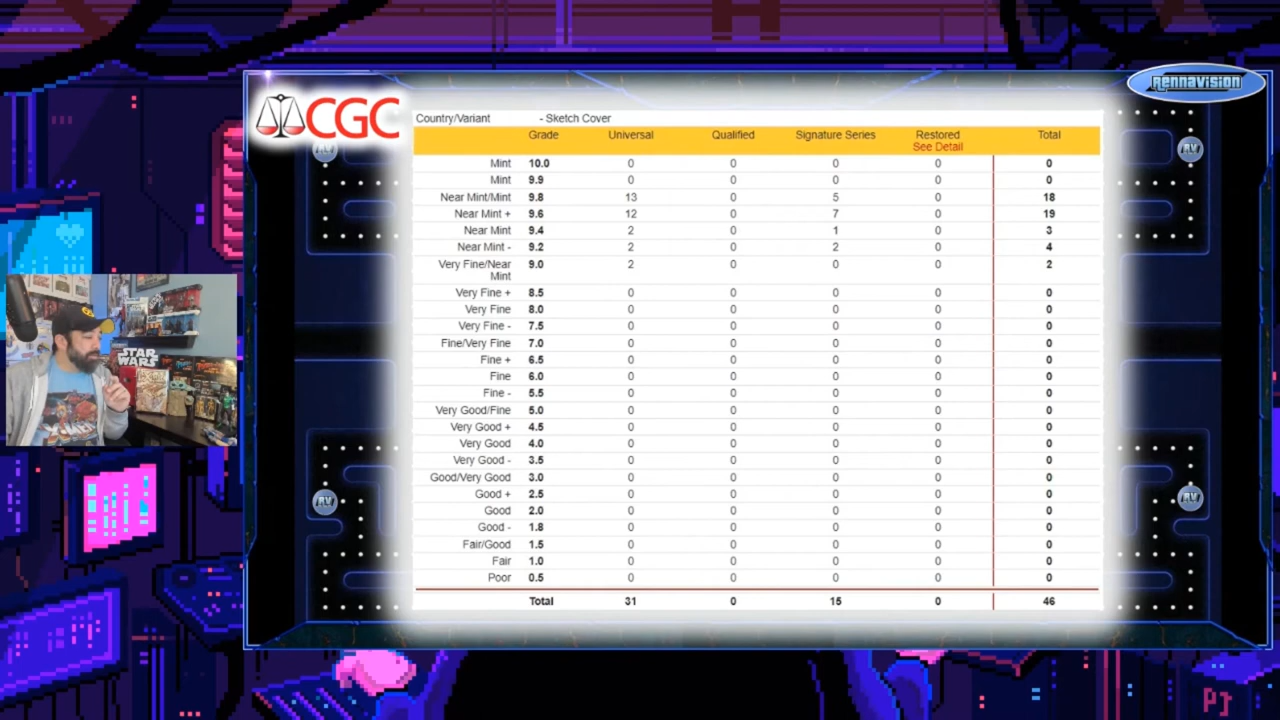 RENNAVISION
CGC
Country/Variant - Sketch Cover
Grade Universal Qualified Signature Series Restored Total
See Detail
Mint 10.0 0 0 0 0 0
Mint 9.9 0 0 0 0 0
Near Mint/Mint 9.8 13 0 5 0 18
Near Mint + 9.6 12 0 7 0 19
Near Mint 9.4 2 0 1 0 3
Near Mint - 9.2 2 0 2 0 4
Very Fine/Near 9.0 2 0 0 0 2
Mint
Very Fine + 8.5 0 0 0 0 0
Very Fine 8.0 0 0 0 0 0
Very Fine - 7.5 0 0 0 0 0
Fine/Very Fine 7.0 0 0 0 0 0
Fine + 6.5 0 0 0 0 0
Fine 6.0 0 0 0 0 0
Fine - 5.5 0 0 0 0 0
Very Good/Fine 5.0 0 0 0 0 0
Very Good + 4.5 0 0 0 0 0
Very Good 4.0 0 0 0 0 0
Very Good - 3.5 0 0 0 0 0
Good/Very Good 3.0 0 0 0 0 0
Good + 2.5 0 0 0 0 0
Good 2.0 0 0 0 0 0
Good - 1.8 0 0 0 0 0
Fair/Good 1.5 0 0 0 0 0
Fair 1.0 0 0 0 0 0
Poor 0.5 0 0 0 0 0
Total 31 0 15 0 46
RV
RV
RV
RV
STAR
WARS
H
PJ